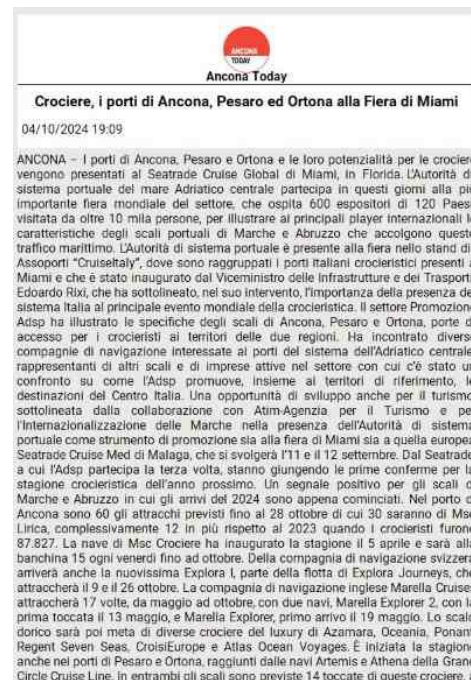 ANCONA
TODAY
Ancona Today
Crociere, i porti di Ancona, Pesaro ed Ortona alla Fiera di Miami
04/10/2024 19:09
ANCONA – I porti di Ancona, Pesaro e Ortona e le loro potenzialità per le crociere
vengono presentati al Seatrade Cruise Global di Miami, in Florida. L'Autorità di
sistema portuale del mare Adriatico centrale partecipa in questi giorni alla più
importante fiera mondiale del settore, che ospita 600 espositori di 120 Paesi
visitata da oltre 10 mila persone, per illustrare ai principali player internazionali le
caratteristiche degli scali portuali di Marche e Abruzzo che accolgono questo
traffico marittimo. L'Autorità di sistema portuale è presente alla fiera nello stand di
Assoporti "CruiseItaly", dove sono raggruppati i porti italiani crocieristici presenti a
Miami e che è stato inaugurato dal Viceministro delle Infrastrutture e dei Trasporti
Edoardo Rixi, che ha sottolineato, nel suo intervento, l'importanza della presenza del
sistema Italia al principale evento mondiale della crocieristica. Il settore Promozione
Adsp ha illustrato le specifiche degli scali di Ancona, Pesaro e Ortona, porte di
accesso per i crocieristi ai territori delle due regioni. Ha incontrato diverse
compagnie di navigazione interessate ai porti del sistema dell'Adriatico centrale,
rappresentanti di altri scali e di imprese attive nel settore con cui c'è stato un
confronto su come l'Adsp promuove, insieme ai territori di riferimento, le
destinazioni del Centro Italia. Una opportunità di sviluppo anche per il turismo
sottolineata dalla collaborazione con Atim-Agenzia per il Turismo e per
l'Internazionalizzazione delle Marche nella presenza dell'Autorità di sistema
portuale come strumento di promozione sia alla fiera di Miami sia a quella europea
Seatrade Cruise Med di Malaga, che si svolgerà l'11 e il 12 settembre. Dal Seatrade
a cui l'Adsp partecipa la terza volta, stanno giungendo le prime conferme per la
stagione crocieristica dell'anno prossimo. Un segnale positivo per gli scali di
Marche e Abruzzo in cui gli arrivi del 2024 sono appena cominciati. Nel porto di
Ancona sono 60 gli attracchi previsti fino al 28 ottobre di cui 30 saranno di Msc
Lirica, complessivamente 12 in più rispetto al 2023 quando i crocieristi furono
87.827. La nave di Msc Crociere ha inaugurato la stagione il 5 aprile e sarà alla
banchina 15 ogni venerdì fino ad ottobre. Della compagnia di navigazione svizzera
arriverà anche la nuovissima Explora I, parte della flotta di Explora Journeys, che
attraccherà il 9 e il 26 ottobre. La compagnia di navigazione inglese Marella Cruises
attraccherà 17 volte, da maggio ad ottobre, con due navi, Marella Explorer 2, con la
prima toccata il 13 maggio, e Marella Explorer, primo arrivo il 19 maggio. Lo scalo
dorico sarà poi meta di diverse crociere del luxury di Azamara, Oceania, Ponant
Regent Seven Seas, CroisiEurope e Atlas Ocean Voyages. È iniziata la stagione
anche nei porti di Pesaro e Ortona, raggiunti dalle navi Artemis e Athena della Grand
Circle Cruise Line. In entrambi gli scali sono previste 14 toccate di queste crociere,